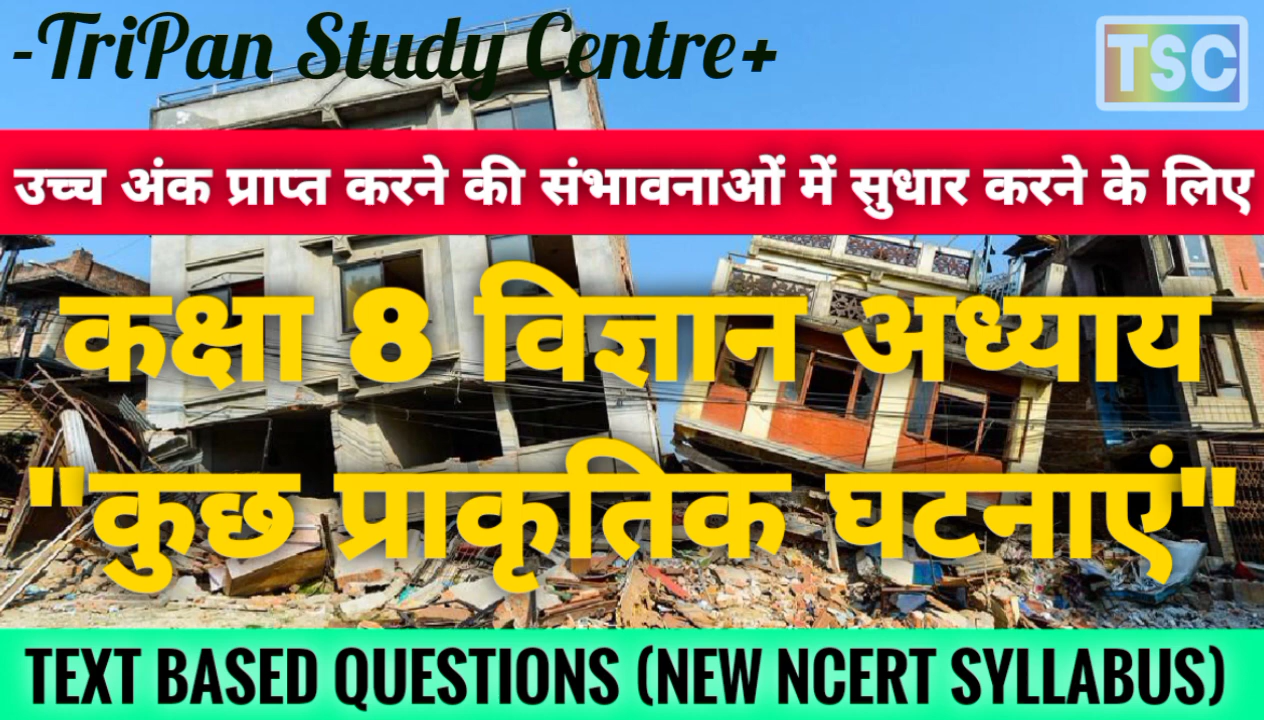 -TriPan Study Centre+
TSC
उच्च अंक प्राप्त करने की संभावनाओं में सुधार करने के लिए
कक्षा 8 विज्ञान अध्याय
"कुछ प्राकृतिक घटनाएं"
TEXT BASED QUESTIONS (NEW NCERT SYLLABUS)